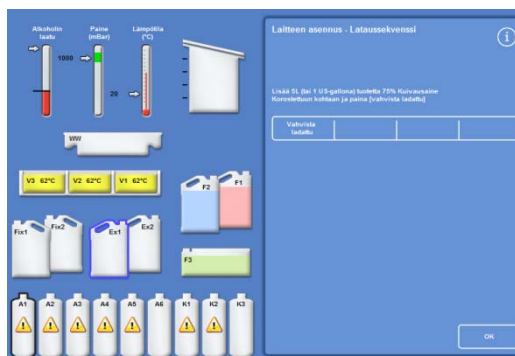 Alkoholin
laatu
Paine
(mBar)
Lämpötila
(°C)
1000
20
WW
V3 62°C
V2 62°C
V1 62°C
F2
F1
Fix1
Fix2
Ex1
Ex2
F3
A1
A2
A3
A4
A5
A6
K1
K2
K3
Laitteen asennus - Lataussekvenssi
i
Lisää 5L (tai 1 US-gallona) tuotetta 75% Kuivausaine
Korostettuun kohtaan ja paina [vahvista ladattu]
Vahvista
ladattu
OK